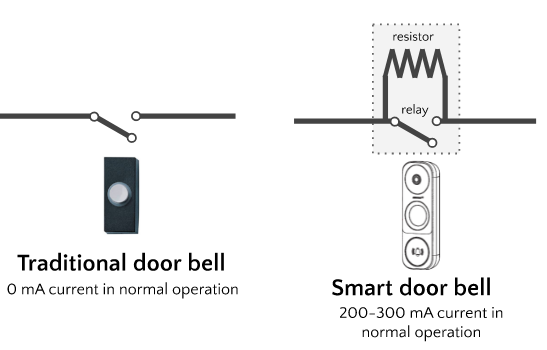 resistor
relay
Traditional door bell
0 mA current in normal operation
Smart door bell
200-300 mA current in
normal operation